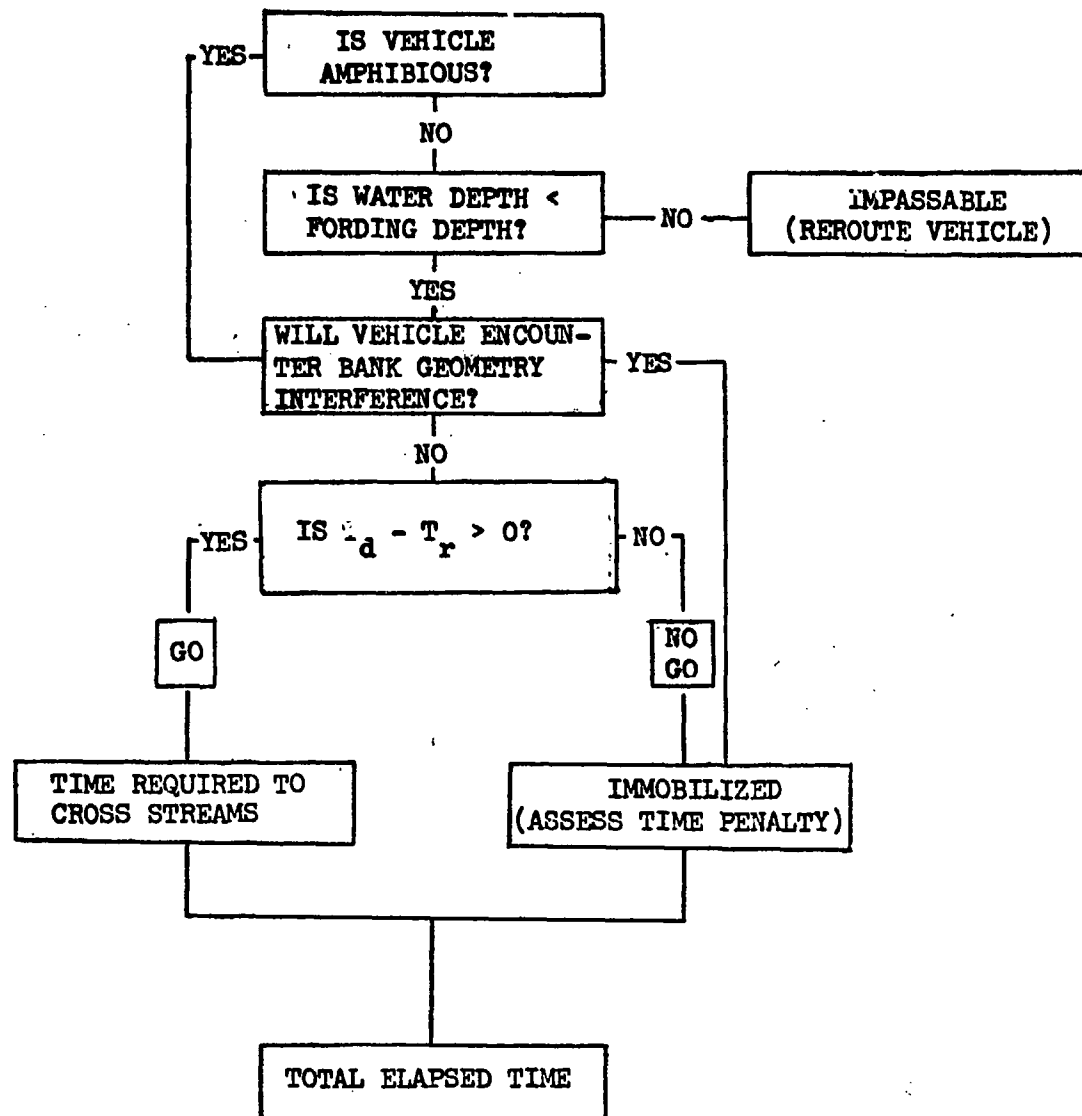 IS VEHICLE
AMPHIBIOUS?
YES
NO
IS WATER DEPTH <
FORDING DEPTH?
NO
IMPASSABLE
(REROUTE VEHICLE)
YES
WILL VEHICLE ENCOUN-
TER BANK GEOMETRY
INTERFERENCE?
YES
NO
IS d - Tr > 0?
YES
NO
GO
NO
GO
TIME REQUIRED TO
CROSS STREAMS
IMMOBILIZED
(ASSESS TIME PENALTY)
TOTAL ELAPSED TIME